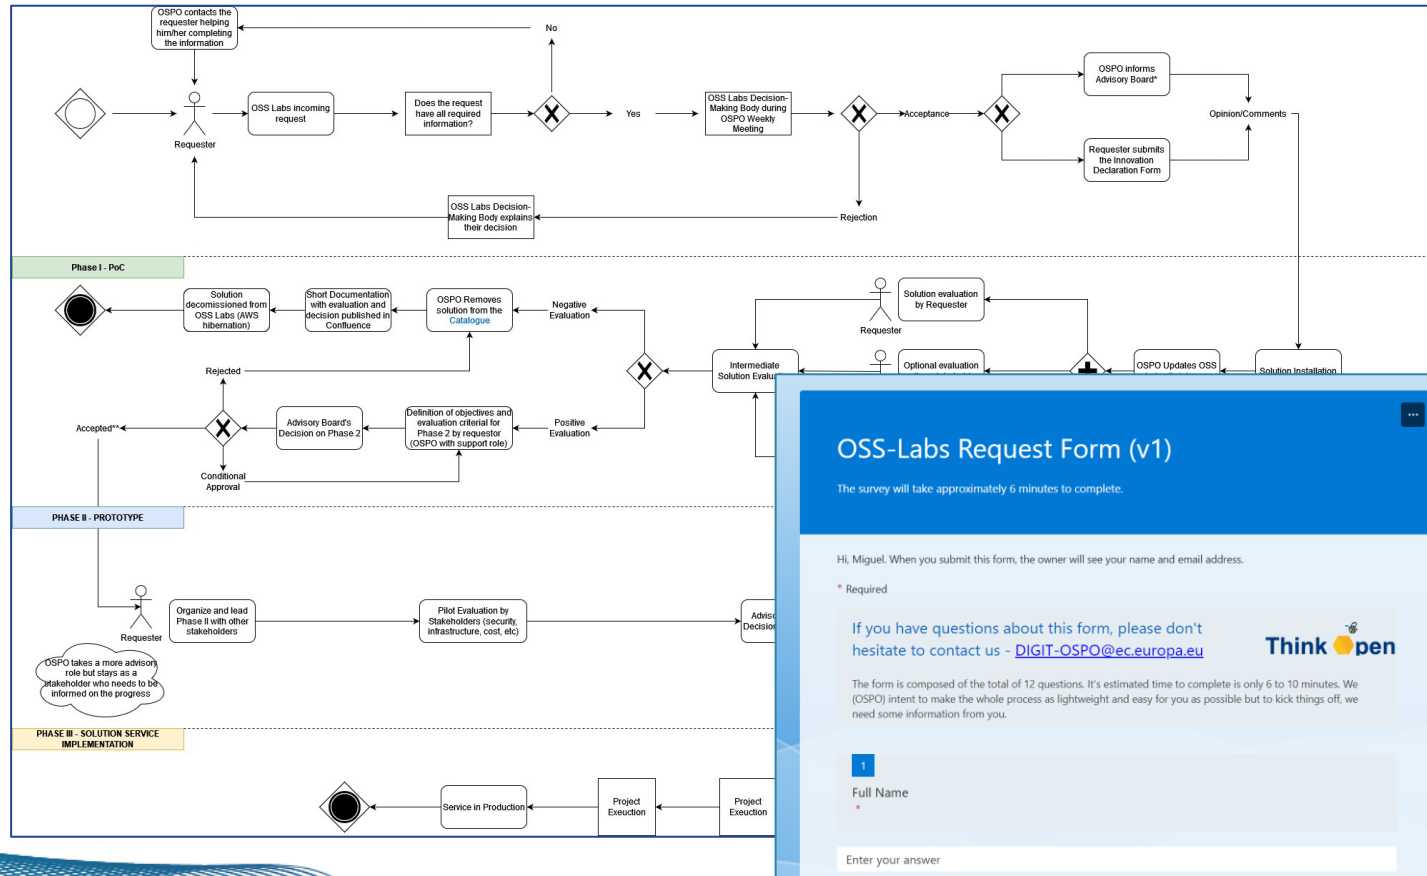 OSPO contacts the
requester helping
him/her completing
the information
No
Requester
OSS Labs incoming
request
Does the request
have all required
information?
Yes
OSS Labs Decision-
Making Body during
OSPO Weekly
Meeting
Acceptance
OSPO informs
Advisory Board*
Requester submits
the Innovation
Declaration Form
Opinion/Comments
Rejection
OSS Labs Decision-
Making Body explains
their decision
Phase I - PoC
Solution
decomissioned from
OSS Labs (AWS
hibernation)
Short Documentation
with evaluation and
decision published in
Confluence
OSPO Removes
solution from the
Catalogue
Negative
Evaluation
Requester
Solution evaluation
by Requester
Intermediate
Solution
Optional evaluation
OSPO Updates OSS
Solution Installation
Rejected
Accepted**
Advisory Board's
Decision on Phase 2
Definition of objectives and
evaluation criterial for
Phase 2 by requestor
(OSPO with support role)
Positive
Evaluation
Conditional
Approval
PHASE II - PROTOTYPE
Requester
Organize and lead
Phase II with other
stakeholders
Pilot Evaluation by
Stakeholders (security,
infrastructure, cost, etc)
Decision
OSPO takes a more advisory
role but stays as a
stakeholder who needs to be
informed on the progress
PHASE III - SOLUTION SERVICE
IMPLEMENTATION
Service in Production
Project
Exeuction
Project
Exeuction
OSS-Labs Request Form (v1)
The survey will take approximately 6 minutes to complete.
Hi, Miguel. When you submit this form, the owner will see your name and email address.
* Required
If you have questions about this form, please don't
hesitate to contact us - DIGIT-OSPO@ec.europa.eu
Think Open
The form is composed of the total of 12 questions. It's estimated time to complete is only 6 to 10 minutes. We
(OSPO) intent to make the whole process as lightweight and easy for you as possible but to kick things off, we
need some information from you.
1
Full Name
*
Enter your answer